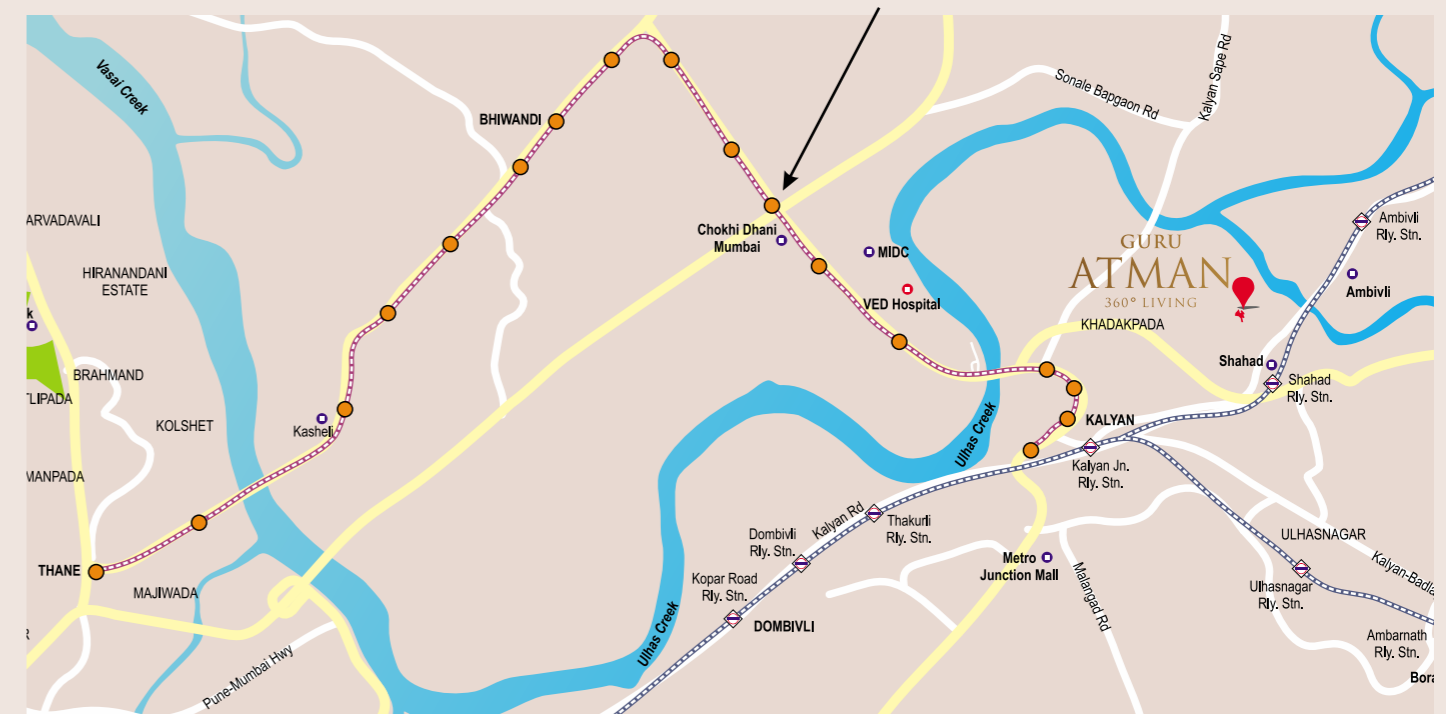 Vasai Creek
Sonale Bapgaon Rd
Kalyan Sape Rd
BHIWANDI
ARVADAVALI
Ambivli
Rly. Stn.
Chokhi Dhani
Mumbai
MIDC
GURU
ATMAN
360° LIVING
HIRANANDANI
ESTATE
Ambivli
VED Hospital
k
KHADAKPADA
Shahad
BRAHMAND
Shahad
Rly. Stn.
TLIPADA
KOLSHET
Kasheli
KALYAN
Ulhas Creek
Kalyan Jn.
Rly. Stn.
MANPADA
Kalyan Rd
Thakurli
Rly. Stn.
Dombivli
Rly. Stn.
ULHASNAGAR
Metro
Junction Mall
Kalyan-Badla
THANE
Kopar Road
Rly. Stn.
Malangad Rd
Ulhasnagar
Rly. Stn.
MAJIWADA
DOMBIVLI
Ulhas Creek
R
Ambarnath
Rly. Stn.
Pune-Mumbai Hwy
Bora